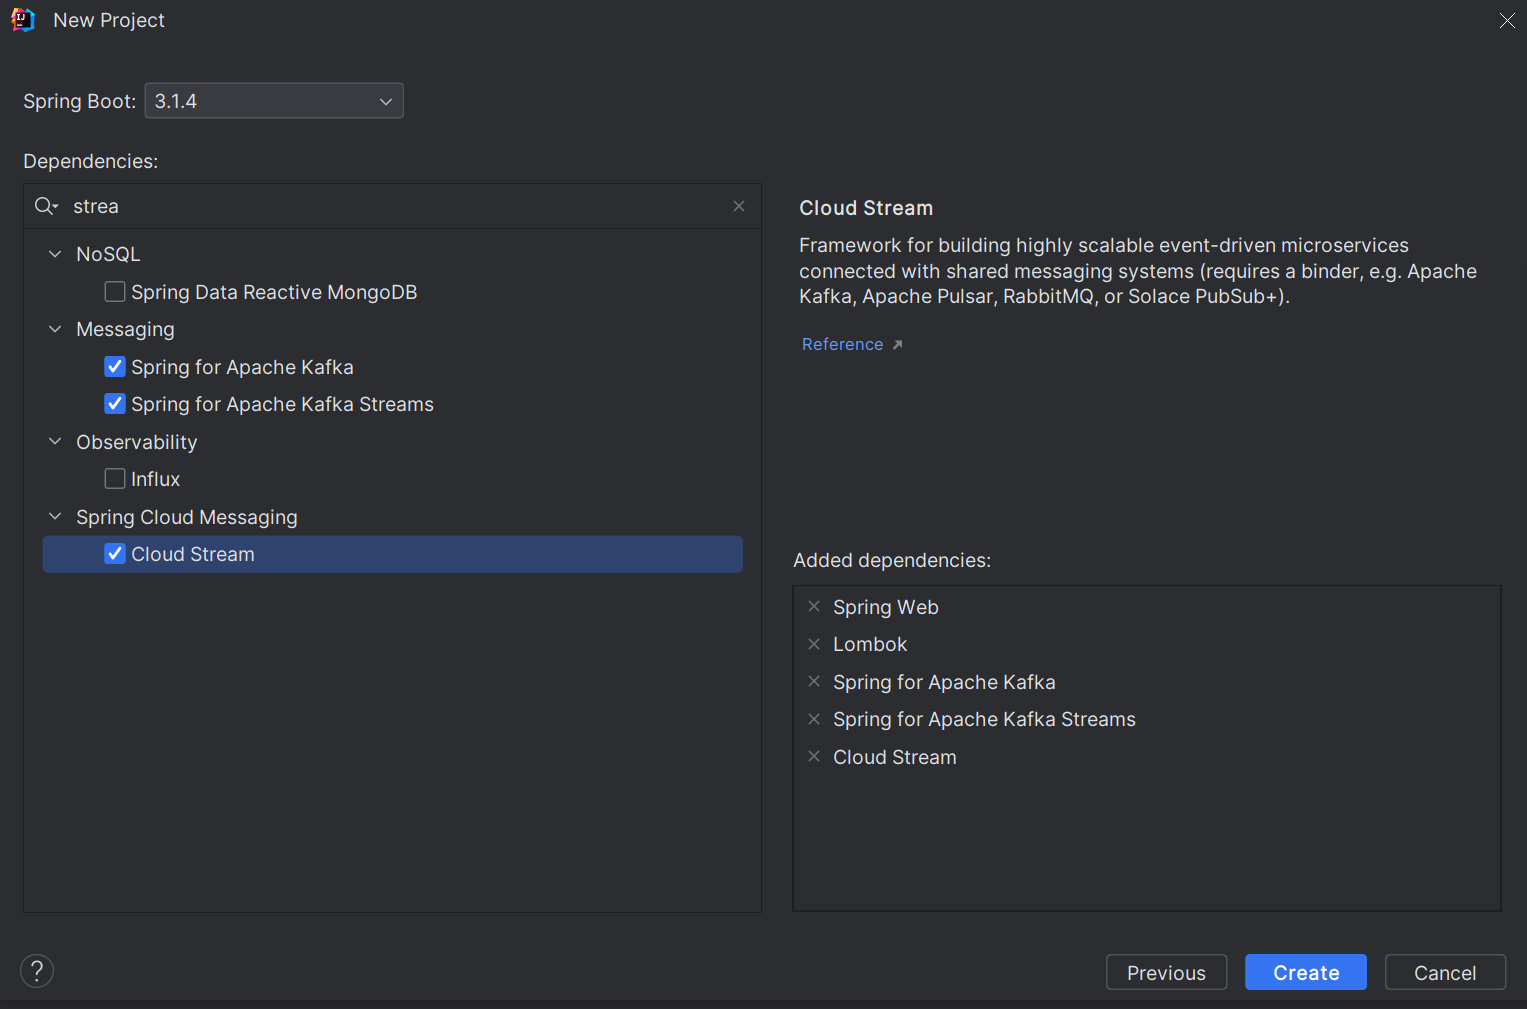 New Project
Spring Boot: 3.1.4
Dependencies:
strea
NoSQL
Spring Data Reactive MongoDB
Messaging
Spring for Apache Kafka
Spring for Apache Kafka Streams
Observability
Influx
Spring Cloud Messaging
Cloud Stream
Cloud Stream
Framework for building highly scalable event-driven microservices
connected with shared messaging systems (requires a binder, e.g. Apache
Kafka, Apache Pulsar, RabbitMQ, or Solace PubSub+).
Reference
Added dependencies:
Spring Web
Lombok
Spring for Apache Kafka
Spring for Apache Kafka Streams
Cloud Stream
? Previous Create Cancel